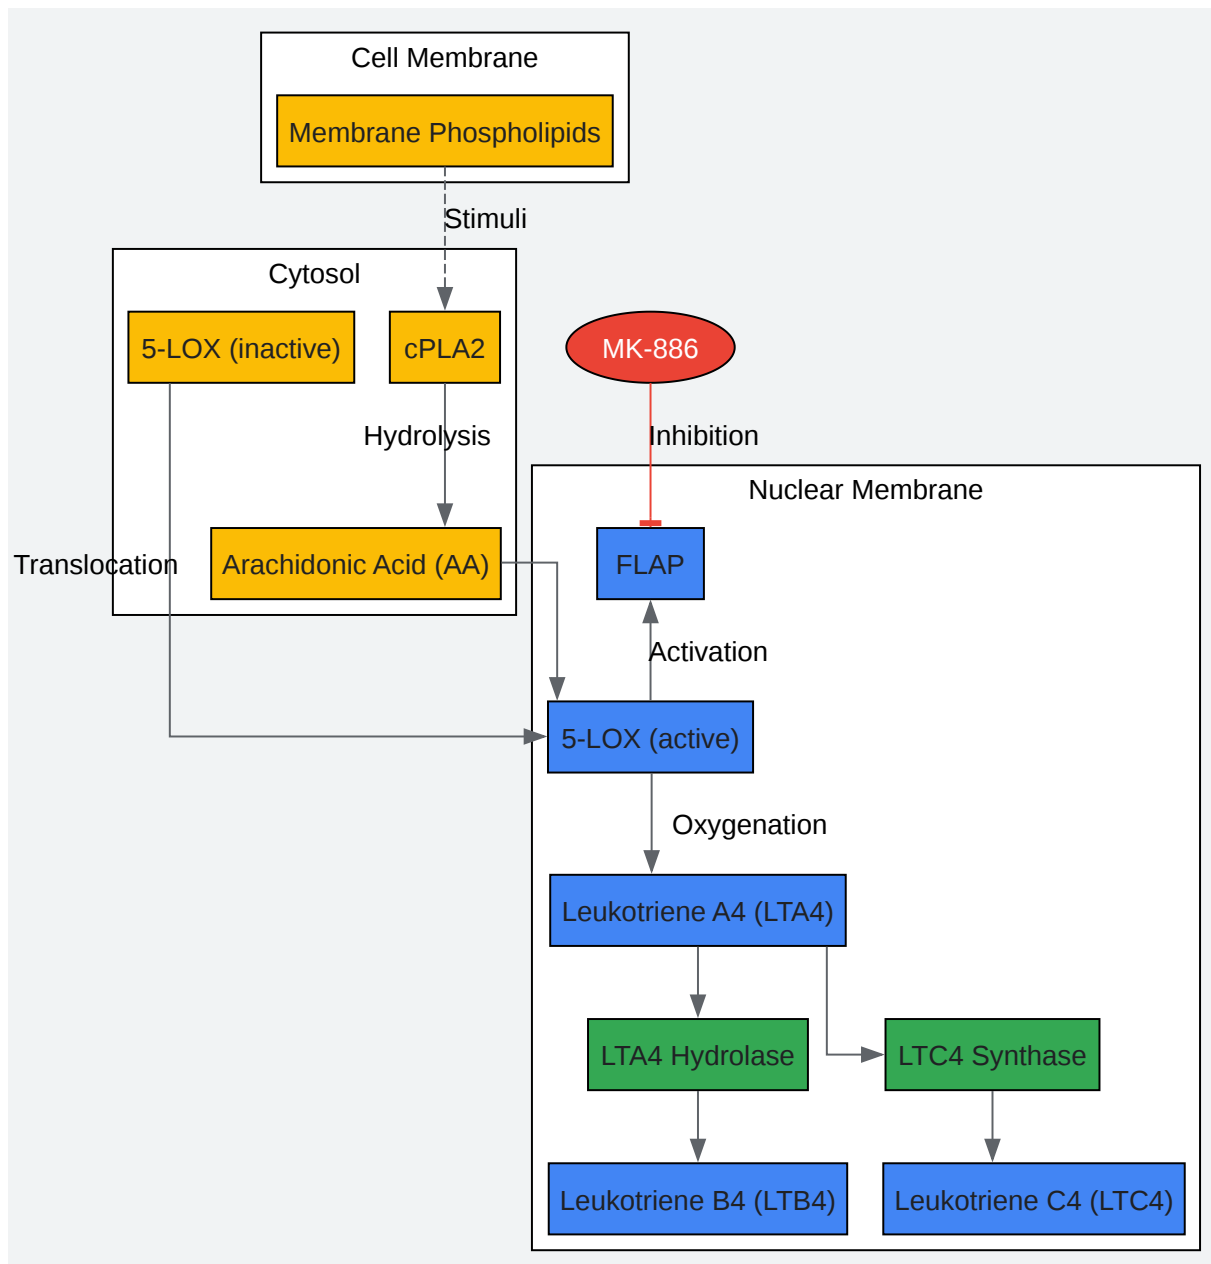 Cell Membrane
Membrane Phospholipids
Stimuli
Cytosol
5-LOX (inactive)
cPLA2
MK-886
Hydrolysis
Inhibition
Nuclear Membrane
Translocation
Arachidonic Acid (AA)
FLAP
Activation
5-LOX (active)
Oxygenation
Leukotriene A4 (LTA4)
LTA4 Hydrolase
LTC4 Synthase
Leukotriene B4 (LTB4)
Leukotriene C4 (LTC4)